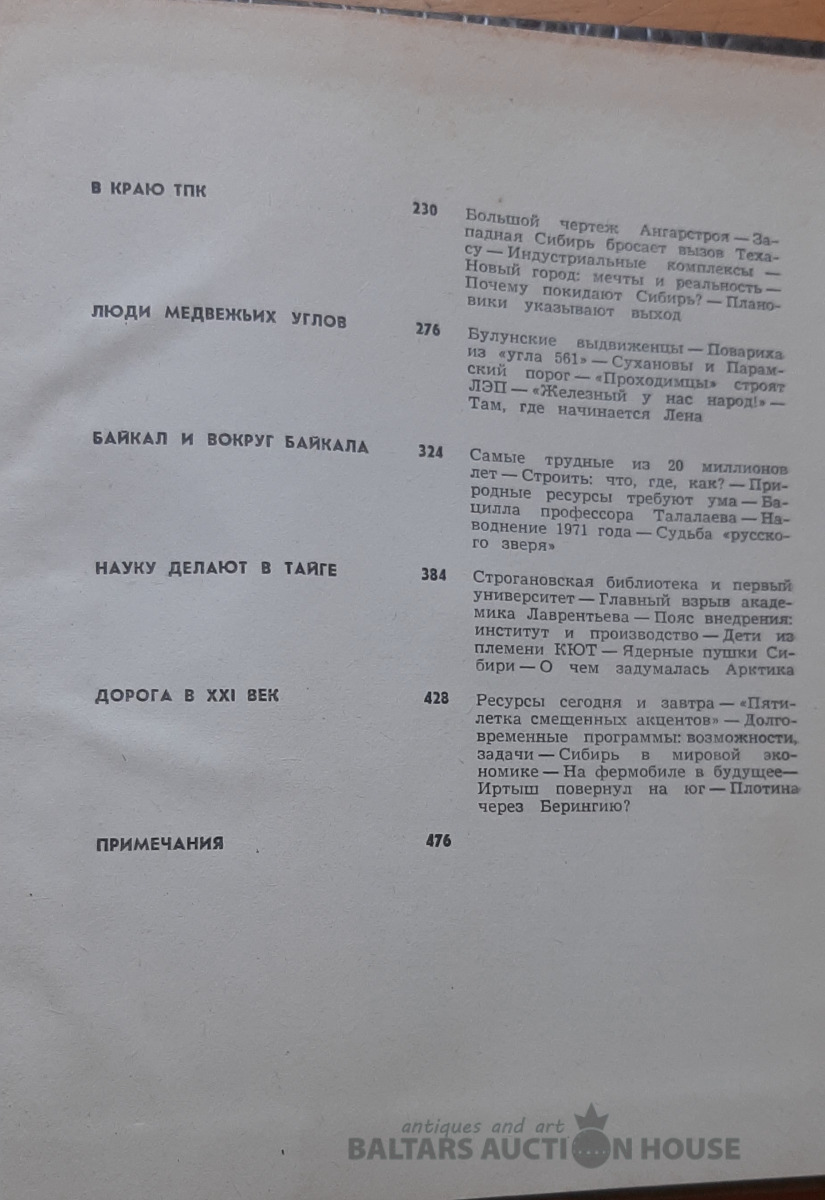 В КРАЮ ТПК
230
Большой чертеж Ангарстроя — За-
падная Сибирь бросает вызов Теха-
су — Индустриальные комплексы —
Новый город: мечты и реальность —
Почему покидают Сибирь? — Плано-
вики указывают выход
ЛЮДИ МЕДВЕЖЬИХ УГЛОВ
276
Булунские выдвиженцы — Повариха
из «угла 561» — Сухановы и Парам-
ский порог — «Проходимцы» строят
ЛЭП — «Железный у нас народ!» —
Там, где начинается Лена
БАЙКАЛ И ВОКРУГ БАЙКАЛА
324
Самые трудные из 20 миллионов
лет — Строить: что, где, как? — При-
родные ресурсы требуют ума — Ба-
цилла профессора Талалаева — На-
воднение 1971 года — Судьба «русско-
го зверя»
НАУКУ ДЕЛАЮТ В ТАЙГЕ
384
Строгановская библиотека и первый
университет — Главный взрыв акаде-
мика Лаврентьева — Пояс внедрения:
институт и производство — Дети из
племени КЮТ — Ядерные пушки Си-
бири — О чем задумалась Арктика
ДОРОГА В XXI ВЕК
428
Ресурсы сегодня и завтра — «Пяти-
летка смещенных акцентов» — Долго-
временные программы: возможности,
задачи — Сибирь в мировой эко-
номике — На фермобиле в будущее —
Иртыш повернул на юг — Плотина
через Берингию?
ПРИМЕЧАНИЯ
476
antiques and art
BALTARS AUCTION HOUSE